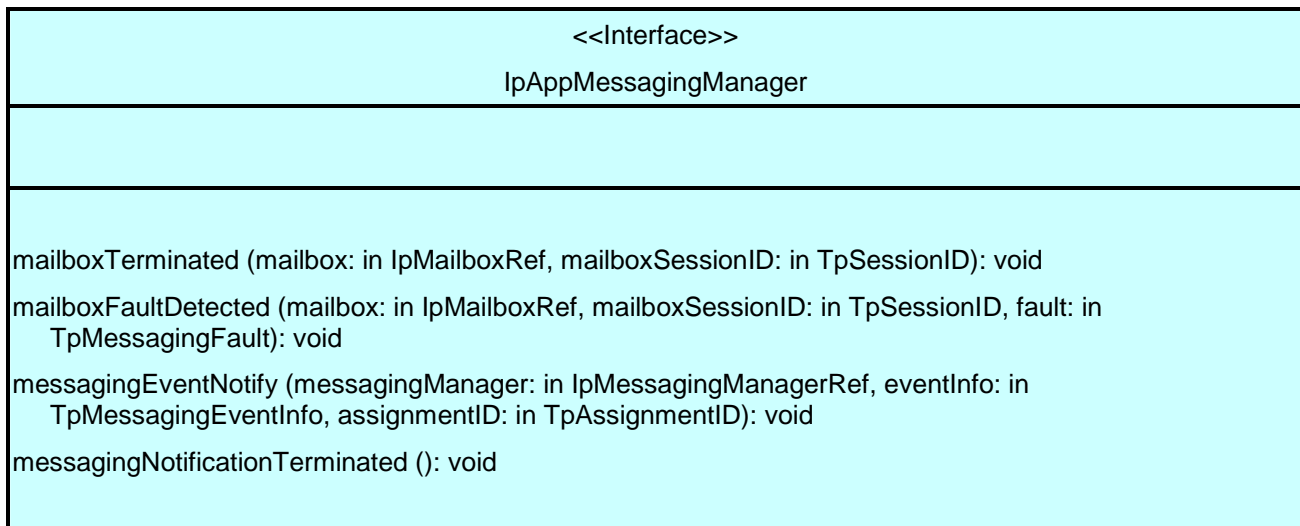 <<Interface>>
IpAppMessagingManager
mailboxTerminated (mailbox: in IpMailboxRef, mailboxSessionID: in TpSessionID): void
mailboxFaultDetected (mailbox: in IpMailboxRef, mailboxSessionID: in TpSessionID, fault: in
TpMessagingFault): void
messagingEventNotify (messagingManager: in IpMessagingManagerRef, eventInfo: in
TpMessagingEventInfo, assignmentID: in TpAssignmentID): void
messagingNotificationTerminated (): void